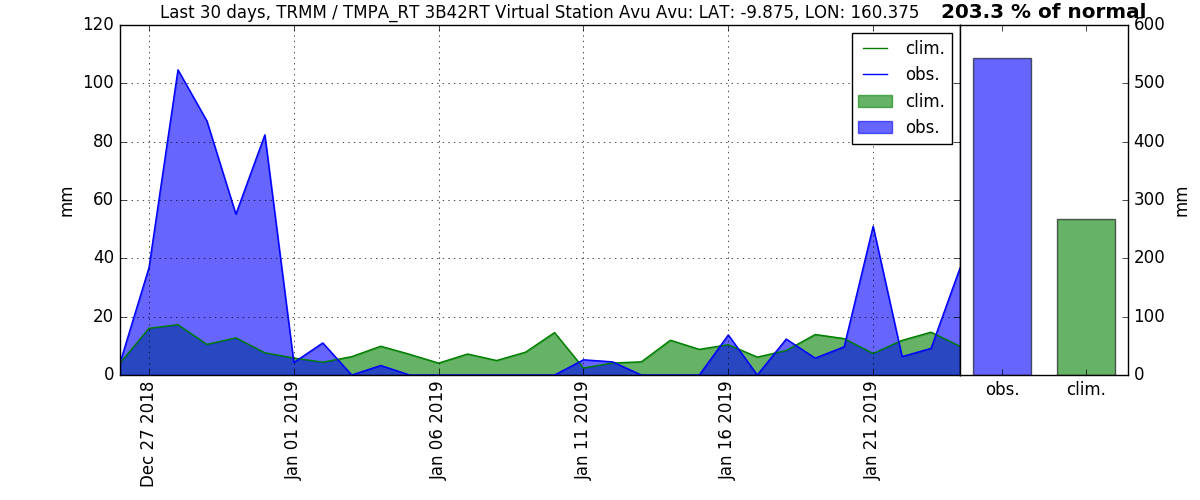 Last 30 days, TRMM / TMPA_RT 3B42RT Virtual Station Avu Avu: LAT: -9.875, LON: 160.375
203.3 % of normal
120
100
80
60
40
20
0
mm
clim.
obs.
clim.
obs.
600
500
400
300
200
100
0
mm
obs.
clim.
Dec 27 2018
Jan 01 2019
Jan 06 2019
Jan 11 2019
Jan 16 2019
Jan 21 2019